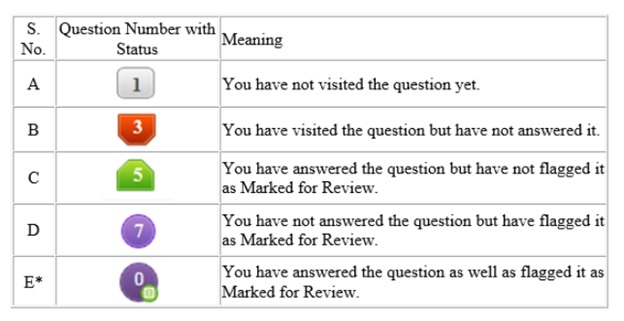 S. No. Question Number with Status Meaning
A 1 You have not visited the question yet.
B 3 You have visited the question but have not answered it.
C 5 You have answered the question but have not flagged it
as Marked for Review.
D 7 You have not answered the question but have flagged it
as Marked for Review.
E* 0 You have answered the question as well as flagged it as
Marked for Review.